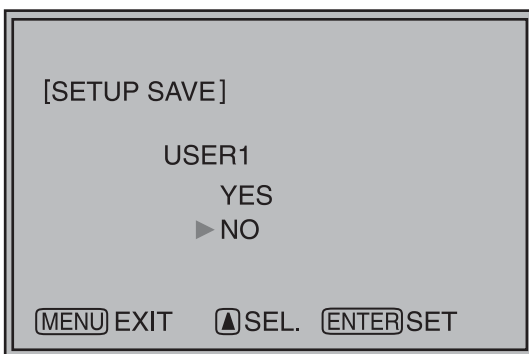 [SETUP SAVE]
USER1
YES
▶NO
MENU EXIT ▲SEL. ENTER SET